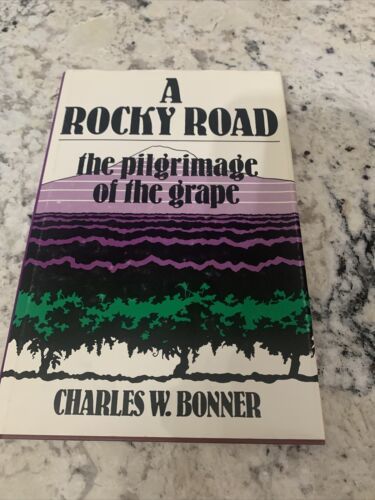 A
ROCKY ROAD
the pilgrimage
of the grape
CHARLES W. BONNER